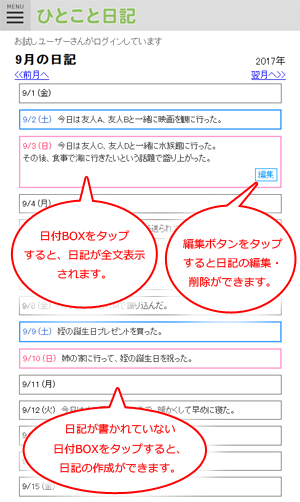 MENU
ひとこと日記
お試しユーザーさんがログインしています
9月の日記
2017年
<<前月へ
翌月へ>>
9/1 (金)
9/2 (土) 今日は友人A、友人Bと一緒に映画を観に行った。
9/3 (日) 今日は友人C、友人Dと一緒に水族館に行った。
その後、食事で海に行きたいという話題で盛り上がった。
編集
9/4 (月)
日付BOXをタップ
すると、日記が全文表示
されます。
編集ボタンをタップ
すると日記の編集・
削除ができます。
9/8 (金)
り込んだ。
9/9 (土) 姪の誕生日プレゼントを買った。
9/10 (日) 姉の家に行って、姪の誕生日を祝った。
9/11 (月)
9/12 (火) 今日は
暖かくして早めに寝た。
日記が書かれていない
日付BOXをタップすると、
日記の作成ができます。
9/15 (金)